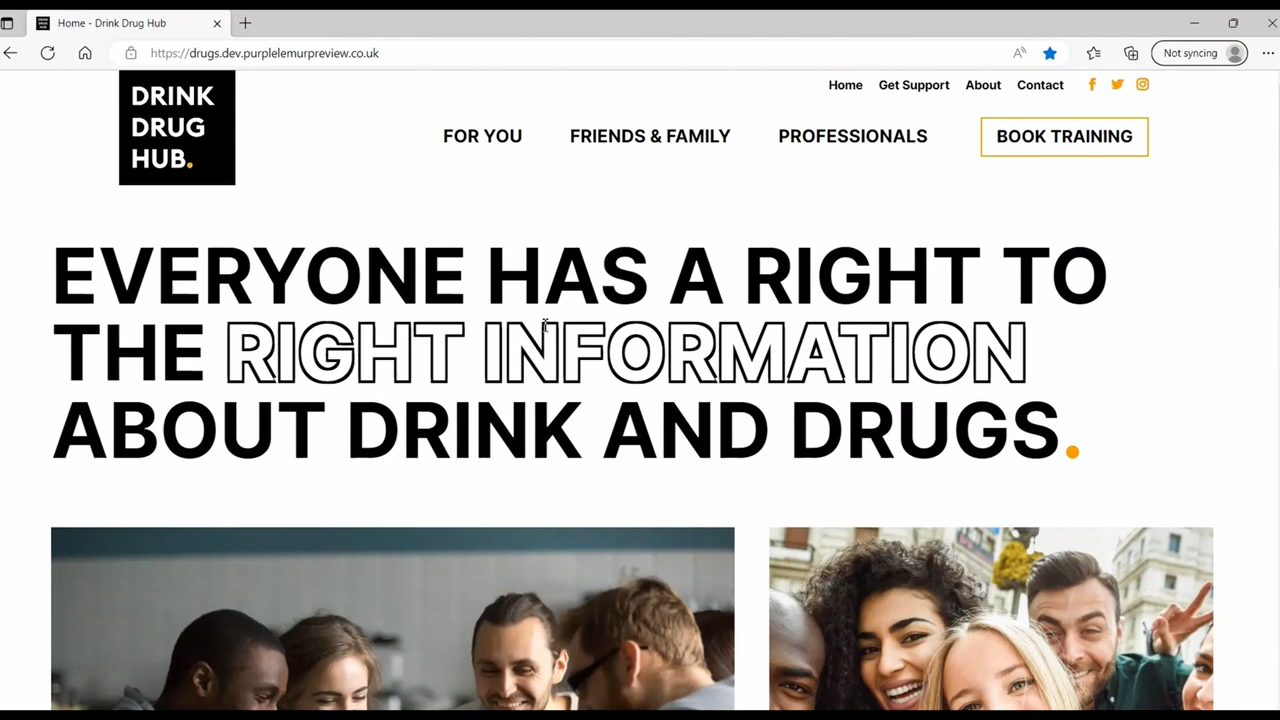 Home - Drink Drug Hub
https://drugs.dev.purplelemurpreview.co.uk
Not syncing
DRINK
DRUG
HUB.
Home Get Support About Contact
FOR YOU FRIENDS & FAMILY PROFESSIONALS BOOK TRAINING
EVERYONE HAS A RIGHT TO
THE RIGHT INFORMATION
ABOUT DRINK AND DRUGS.